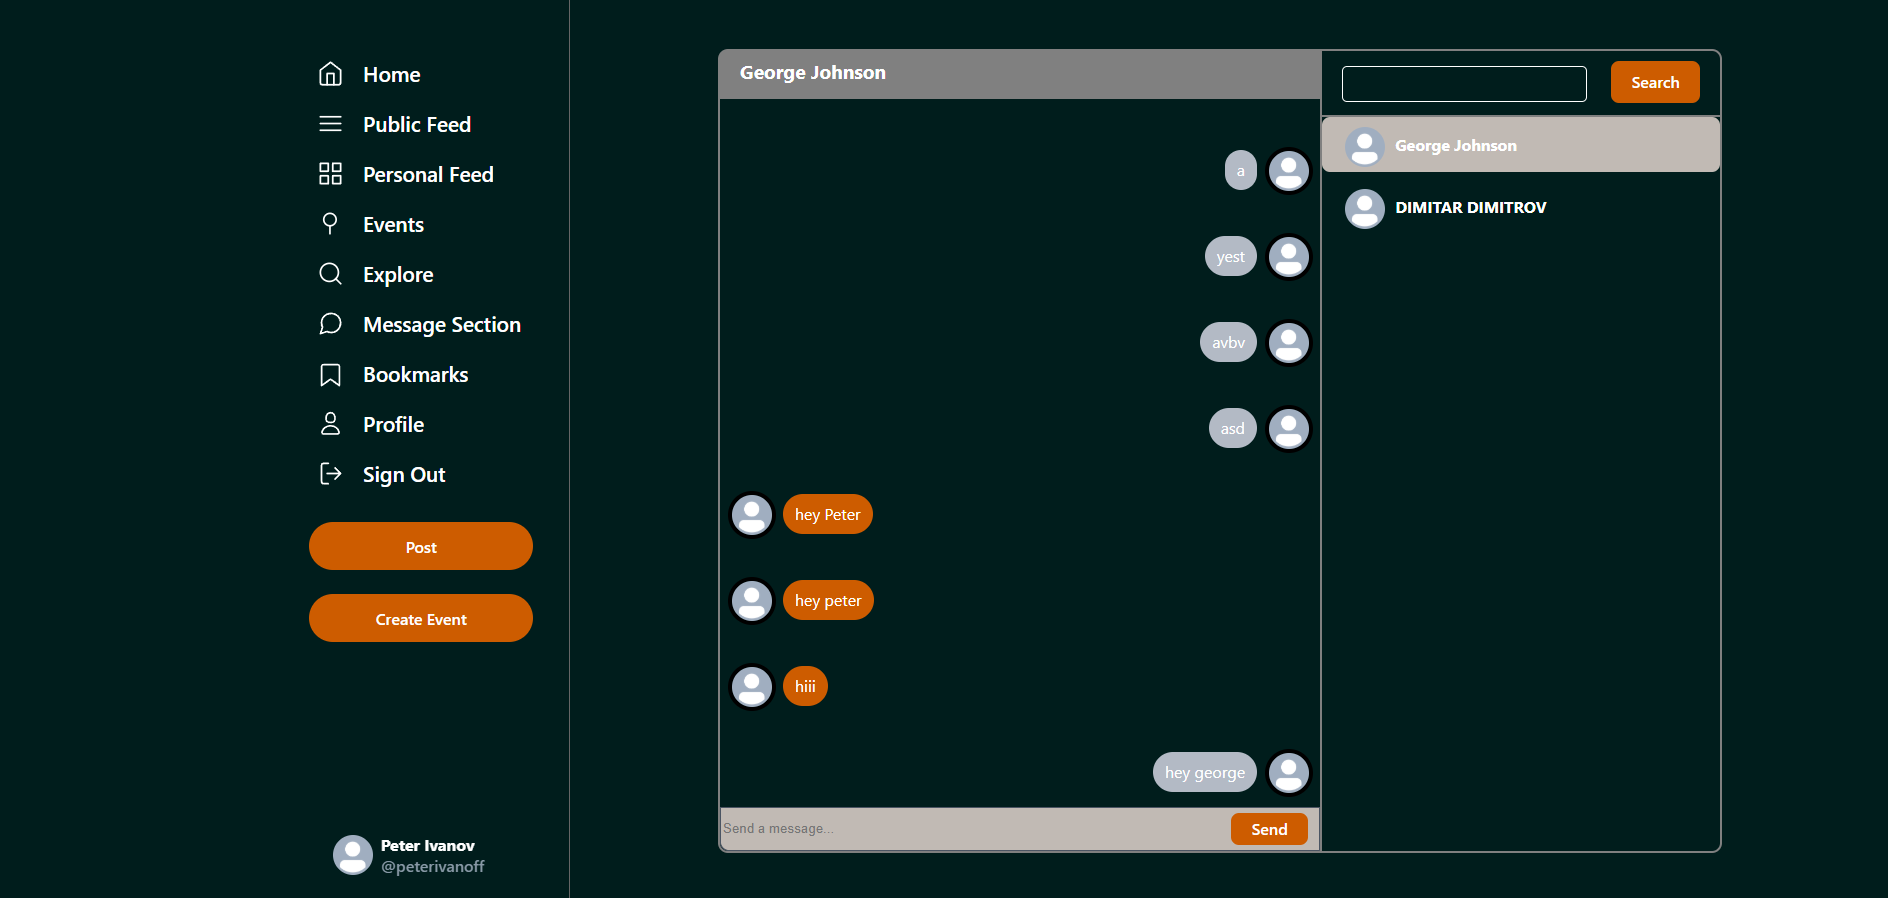 Home
Public Feed
Personal Feed
Events
Explore
Message Section
Bookmarks
Profile
Sign Out
Post
Create Event
Peter Ivanov
@peterivanoff
George Johnson
a
yest
avbv
asd
hey Peter
hey peter
hiii
hey george
Send a message...
Send
Search
George Johnson
DIMITAR DIMITROV